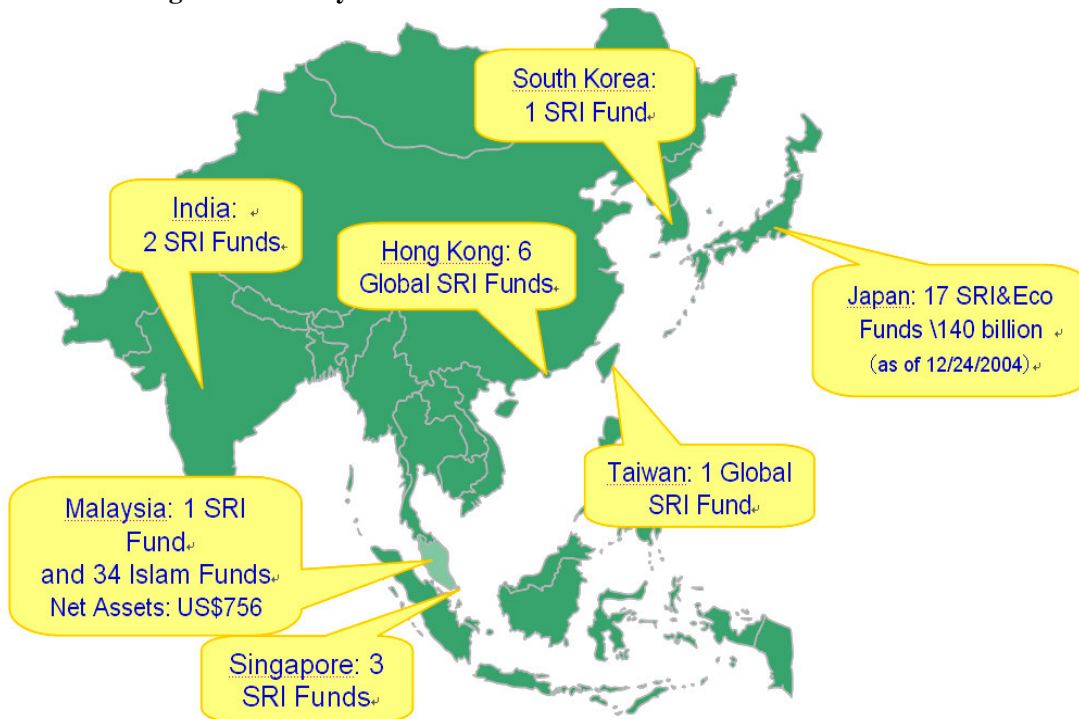 South Korea:
1 SRI Fund
India:
2 SRI Funds
Hong Kong: 6
Global SRI Funds
Japan: 17 SRI&Eco
Funds \140 billion
(as of 12/24/2004)
Taiwan: 1 Global
SRI Fund
Malaysia: 1 SRI
Fund
and 34 Islam Funds
Net Assets: US$756
Singapore: 3
SRI Funds